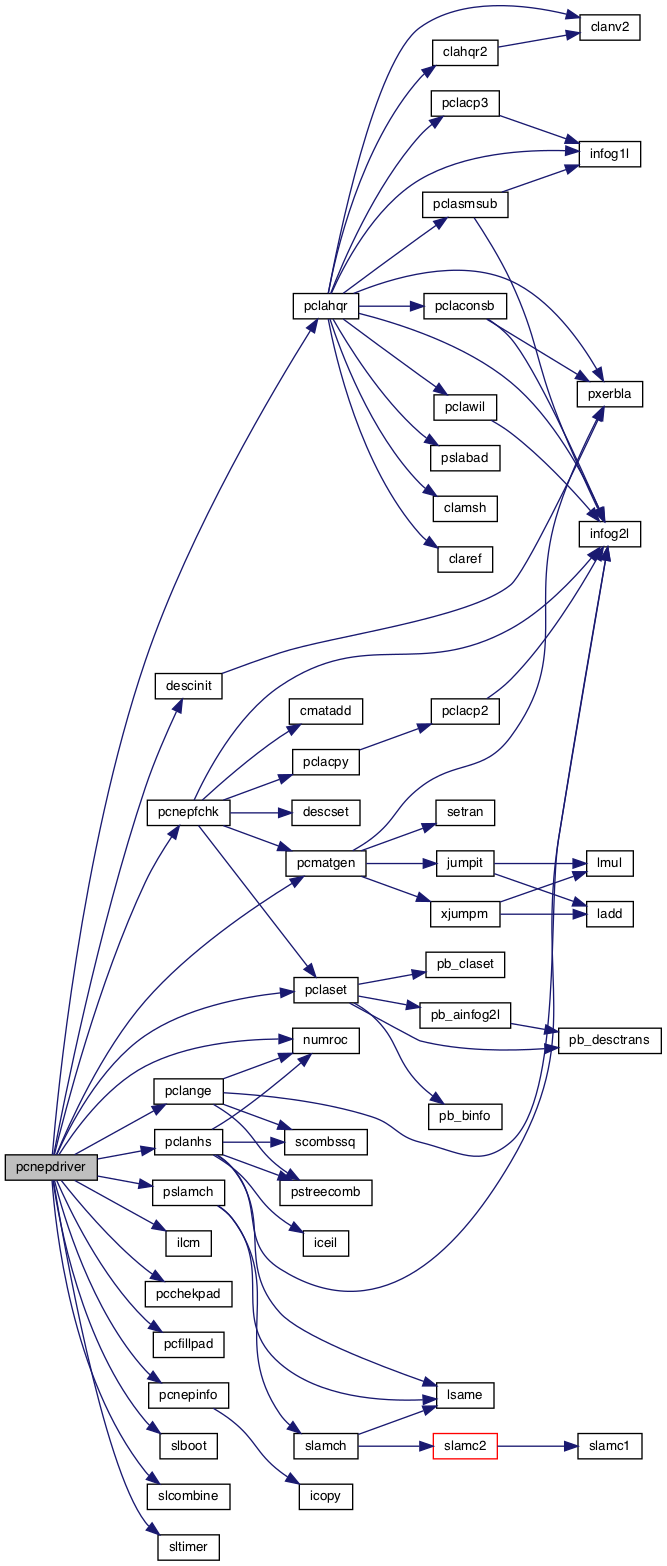 clanv2
clahqr2
pclacp3
infog1l
pclasmsub
pclahqr
pclaconsb
pxerbla
pclawil
pslabad
clamsh
infog2l
claref
descinit
cmatadd
pclacp2
pclacpy
pcnepfchk
descset
setran
pcmatgen
jumpit
lmul
xjumpm
ladd
pb_claset
pclaset
pb_ainfog2l
numroc
pb_desctrans
pclange
pb_binfo
pclanhs
scombssq
pcnepdriver
pslamch
pstreecomb
ilcm
iceil
pcchekpad
pcfillpad
pcnepinfo
lsame
slboot
slamch
slamc2
slamc1
slcombine
icopy
sltimer